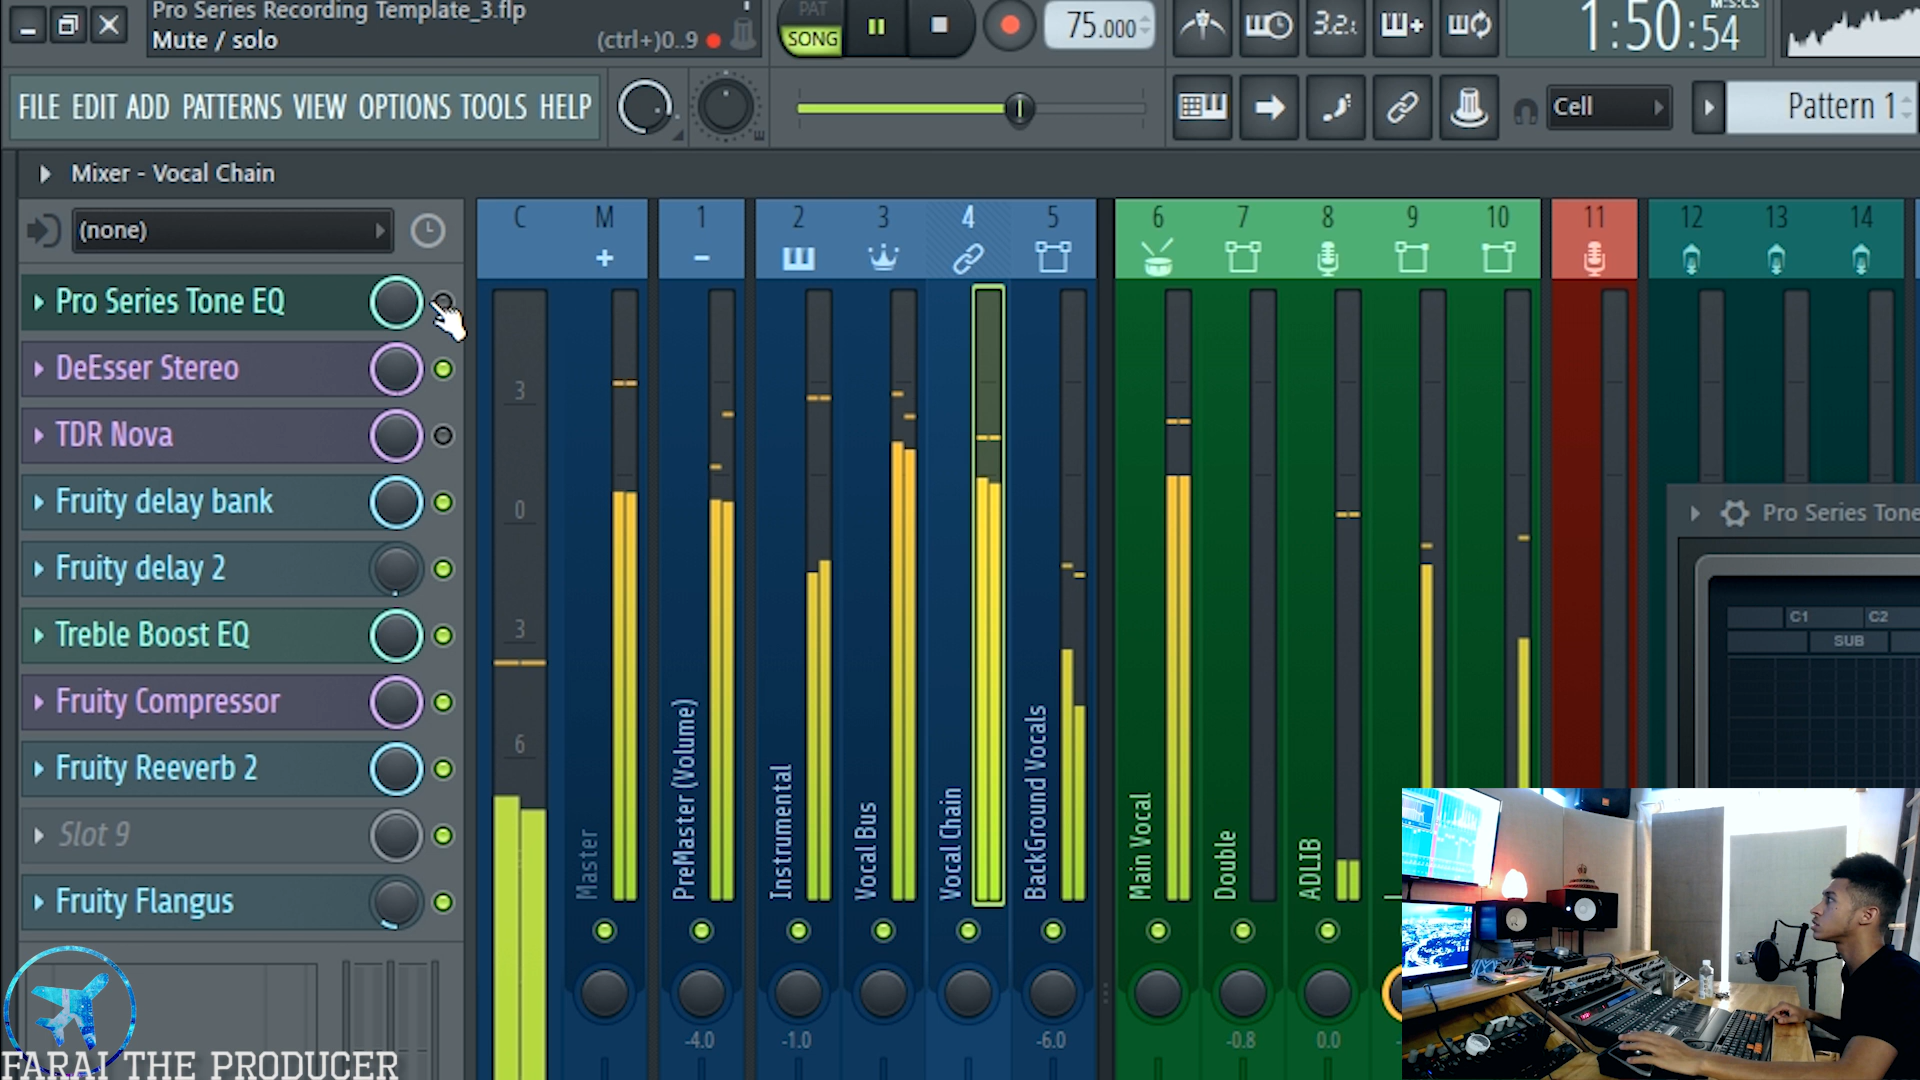 Pro Series Recording Template_3.flp
Mute / solo
(ctrl+)0..9
PAT
SONG
75.000
3.2
M:S:CS
1:50:54
FILE EDIT ADD PATTERNS VIEW OPTIONS TOOLS HELP
Cell
Pattern 1
Mixer - Vocal Chain
(none)
C M 1 2 3 4 5 6 7 8 9 10 11 12 13 14
Pro Series Tone EQ
DeEsser Stereo
TDR Nova
Fruity delay bank
Fruity delay 2
Treble Boost EQ
Fruity Compressor
Fruity Reeverb 2
Slot 9
Fruity Flangus
3
0
3
6
Master
PreMaster (Volume)
Instrumental
Vocal Bus
Vocal Chain
BackGround Vocals
Main Vocal
Double
ADLIB
-4.0
-1.0
-6.0
-0.8
0.0
Pro Series Tone
C1 C2
SUB
FARAI THE PRODUCER